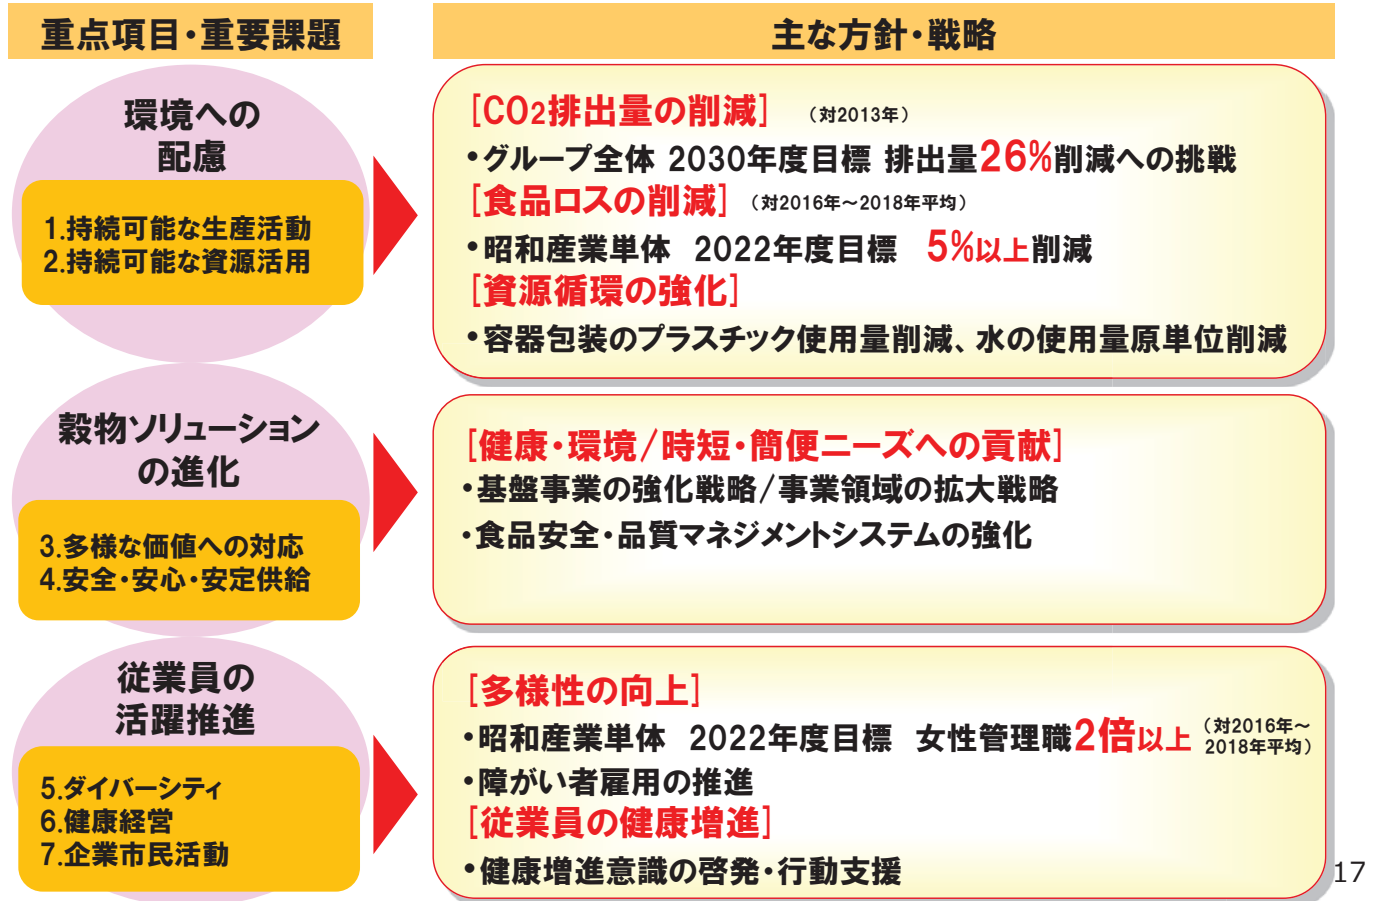 重点項目・重要課題
主な方針・戦略
環境への
配慮
1.持続可能な生産活動
2.持続可能な資源活用
[CO2排出量の削減] （対2013年）
・グループ全体 2030年度目標 排出量26%削減への挑戦
[食品ロスの削減] （対2016年～2018年平均）
・昭和産業単体 2022年度目標 5%以上削減
[資源循環の強化]
・容器包装のプラスチック使用量削減、水の使用量原単位削減
穀物ソリューション
の進化
3.多様な価値への対応
4.安全・安心・安定供給
[健康・環境/時短・簡便ニーズへの貢献]
・基盤事業の強化戦略/事業領域の拡大戦略
・食品安全・品質マネジメントシステムの強化
従業員の
活躍推進
5.ダイバーシティ
6.健康経営
7.企業市民活動
[多様性の向上]
・昭和産業単体 2022年度目標 女性管理職2倍以上 （対2016年～
2018年平均）
・障がい者雇用の推進
[従業員の健康増進]
・健康増進意識の啓発・行動支援
17